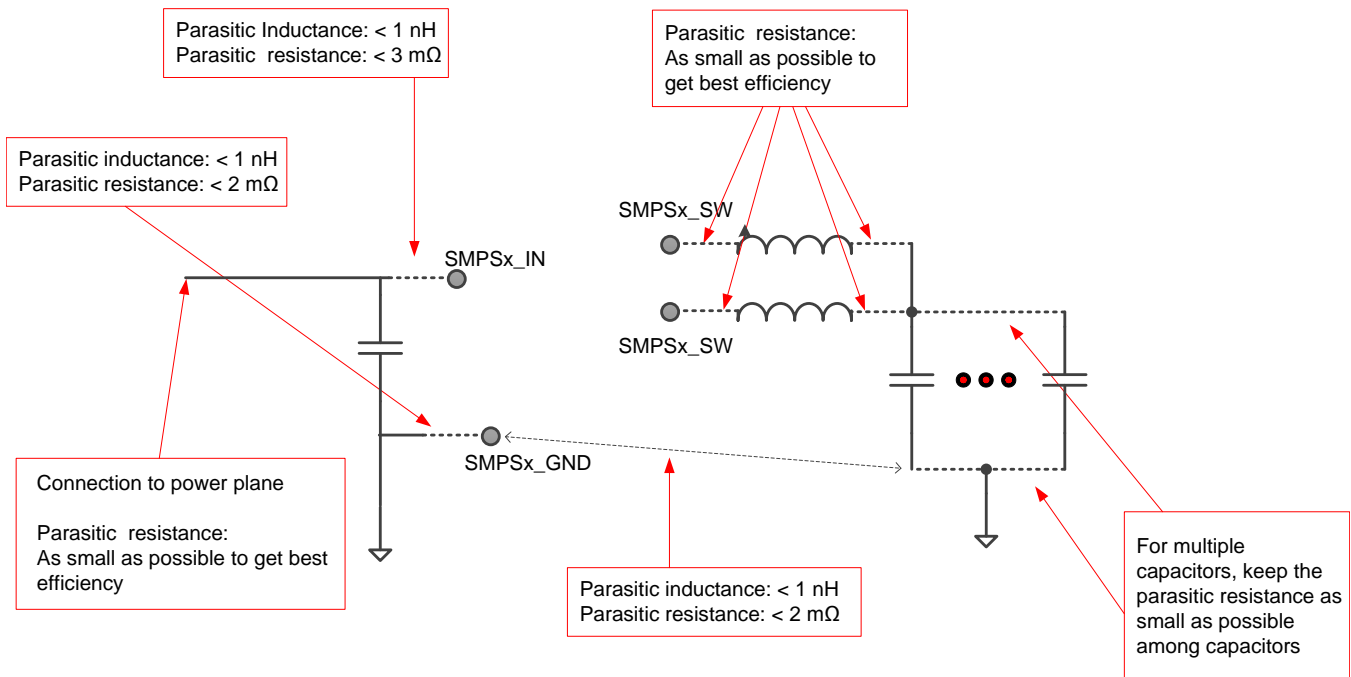 Parasitic Inductance: < 1 nH
Parasitic  resistance: < 3 mΩ
Parasitic  resistance:
As small as possible to
get best efficiency
Parasitic inductance: < 1 nH
Parasitic resistance: < 2 mΩ
SMPSx_SW
SMPSx_IN
SMPSx_SW
SMPSx_GND
Connection to power plane
Parasitic  resistance:
As small as possible to get best
efficiency
Parasitic inductance: < 1 nH
Parasitic resistance: < 2 mΩ
For multiple
capacitors, keep the
parasitic resistance as
small as possible
among capacitors